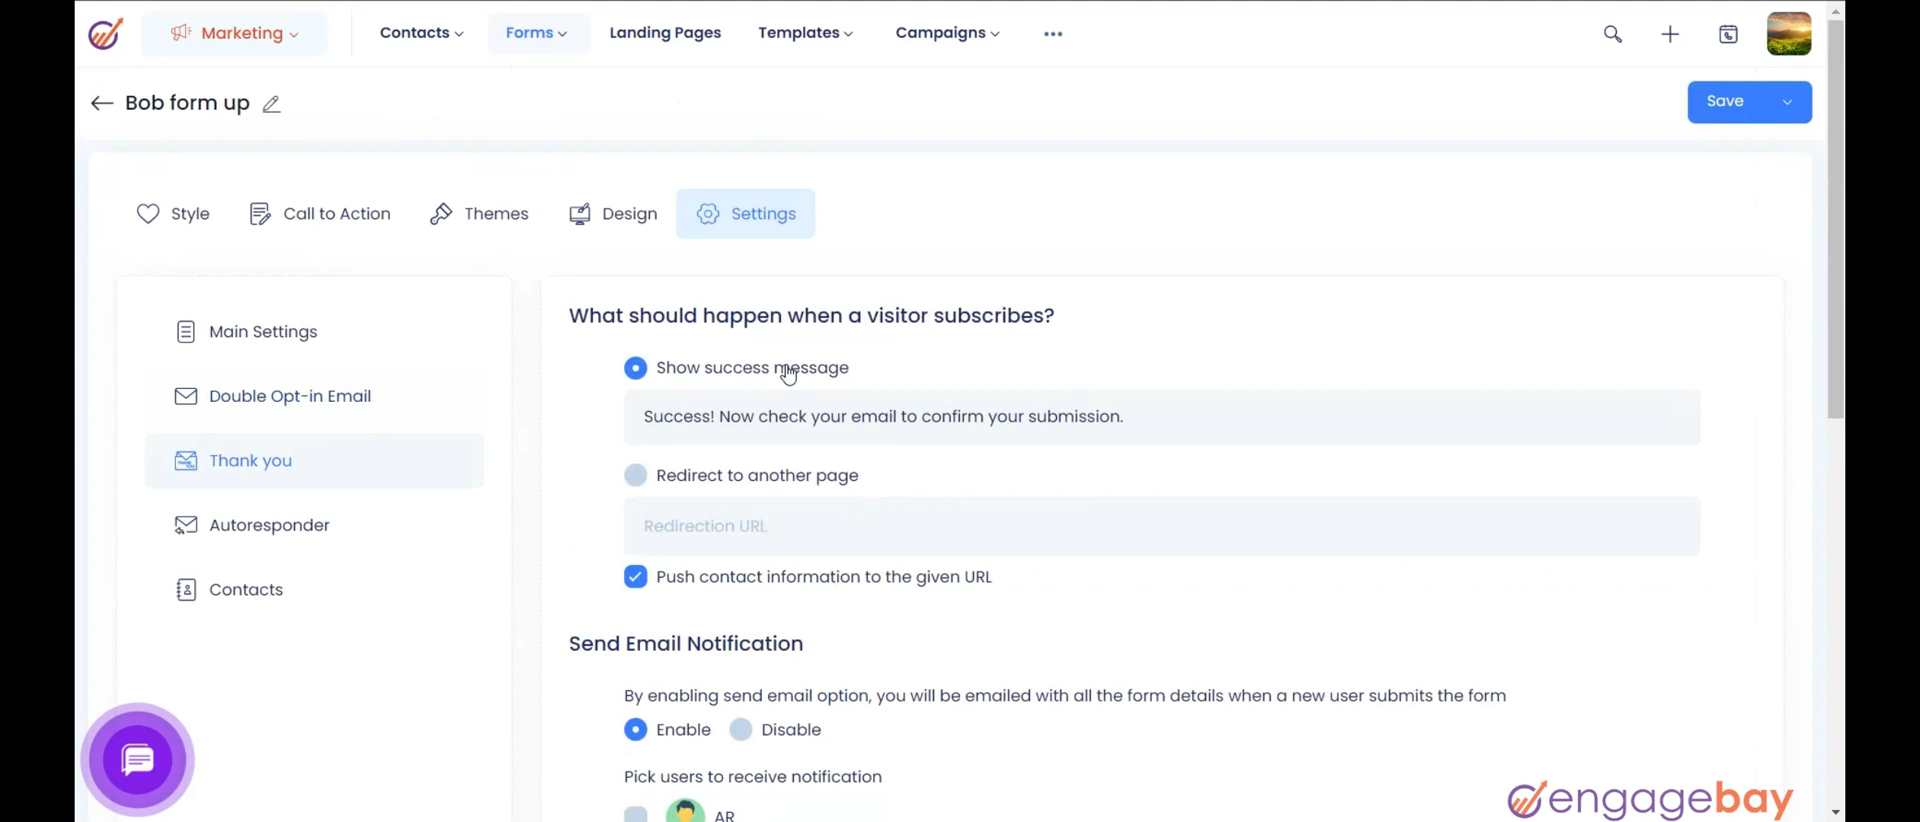 Marketing
Contacts
Forms
Landing Pages
Templates
Campaigns
Bob form up
Save
Style
Call to Action
Themes
Design
Settings
Main Settings
Double Opt-in Email
Thank you
Autoresponder
Contacts
What should happen when a visitor subscribes?
Show success message
Success! Now check your email to confirm your submission.
Redirect to another page
Redirection URL
Push contact information to the given URL
Send Email Notification
By enabling send email option, you will be emailed with all the form details when a new user submits the form
Enable Disable
Pick users to receive notification
AR
engagebay